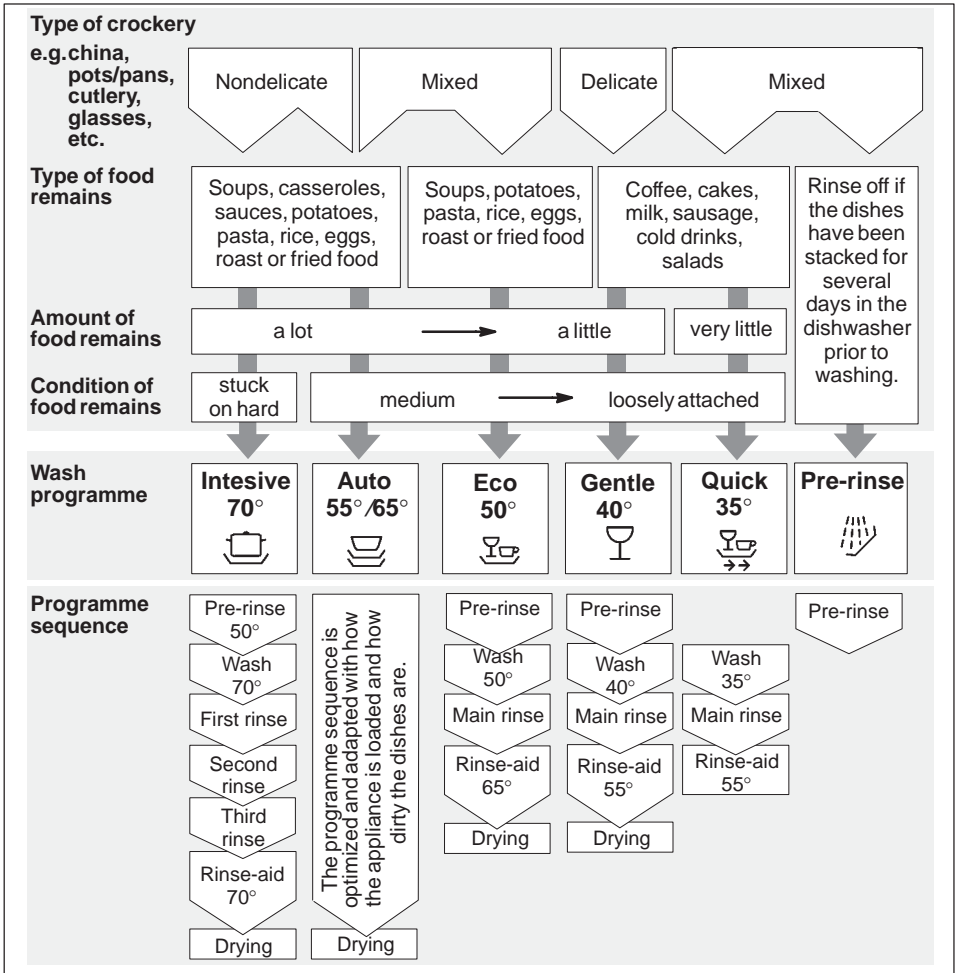 Type of crockery
e.g. china,
pots/pans,
cutlery,
glasses,
etc.
Nondelicate
Mixed
Delicate
Mixed
Type of food
remains
Soups, casseroles,
sauces, potatoes,
pasta, rice, eggs,
roast or fried food
Soups, potatoes,
pasta, rice, eggs,
roast or fried food
Coffee, cakes,
milk, sausage,
cold drinks,
salads
Rinse off if
the dishes
have been
stacked for
several
days in the
dishwasher
prior to
washing.
Amount of
food remains
a lot
a little
very little
Condition of
food remains
stuck
on hard
medium
loosely attached
Wash
programme
Intesive
70°
Auto
55°/65°
Eco
50°
Gentle
40°
Quick
35°
Pre-rinse
Programme
sequence
Pre-rinse
50°
Wash
70°
First rinse
Second
rinse
Third
rinse
Rinse-aid
70°
Drying
The programme sequence is
optimized and adapted with how
the appliance is loaded and how
dirty the dishes are.
Drying
Pre-rinse
Wash
50°
Main rinse
Rinse-aid
65°
Drying
Pre-rinse
Wash
40°
Main rinse
Rinse-aid
55°
Drying
Wash
35°
Main rinse
Rinse-aid
55°
Pre-rinse